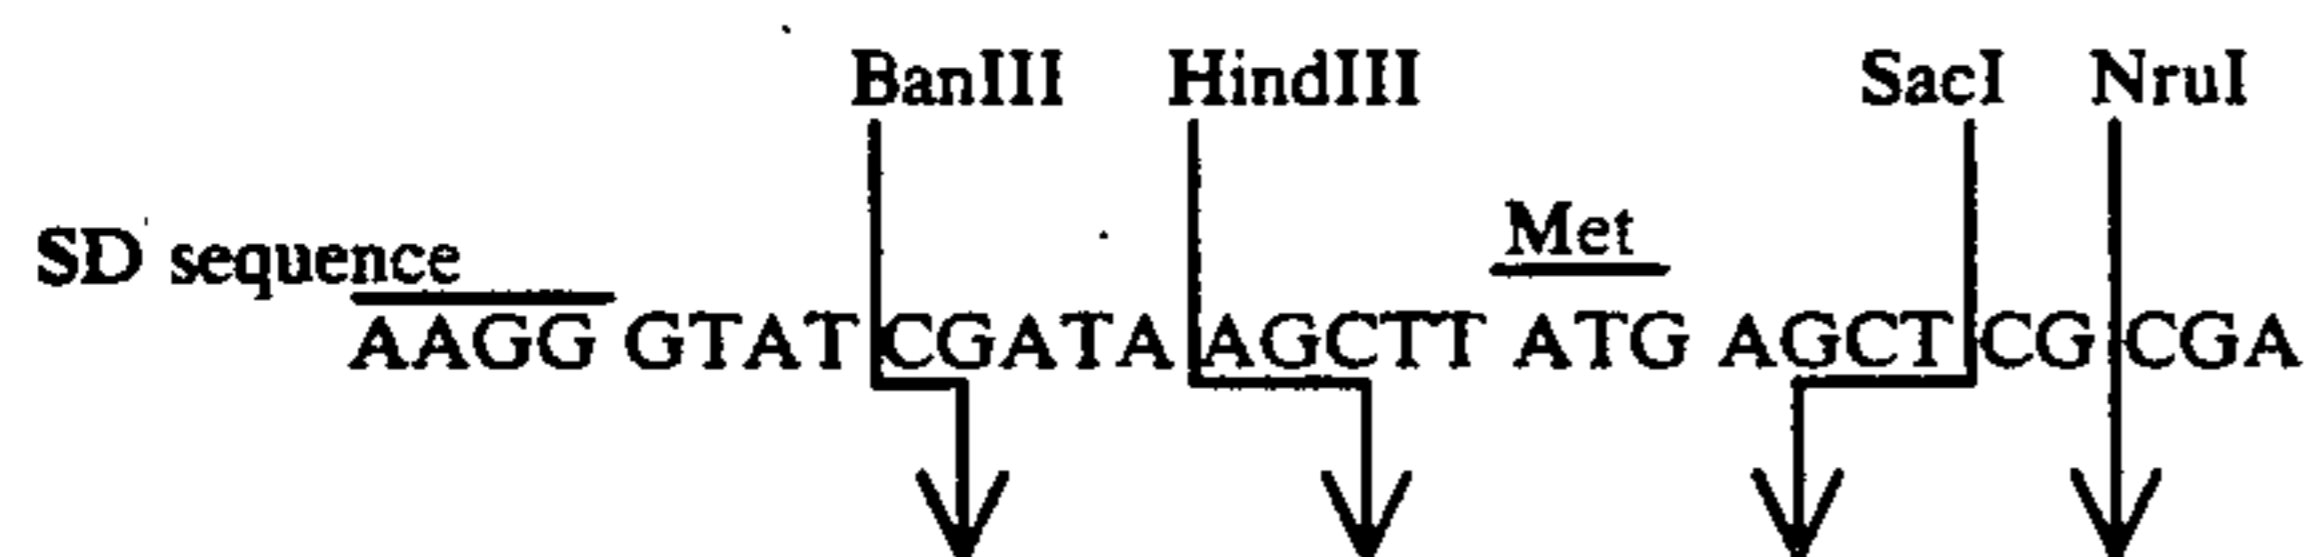 BanIII HindIII SacI NruI
Met
SD sequence
AAGG GTAT CGATA AGCTT ATG AGCT CG CGA